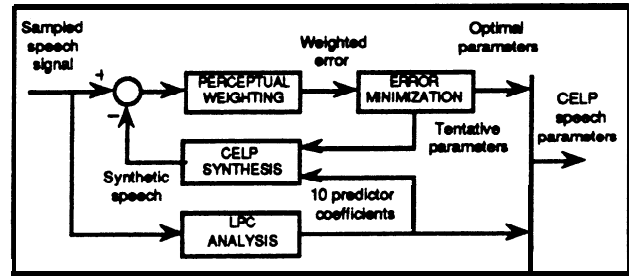 Sampled
speech
signal
Weighted
error
Optimal
parameters
+
PERCEPTUAL
WEIGHTING
ERROR
MINIMIZATION
CELP
speech
parameters
−
Tentative
parameters
CELP
SYNTHESIS
Synthetic
speech
10 predictor
coefficients
LPC
ANALYSIS